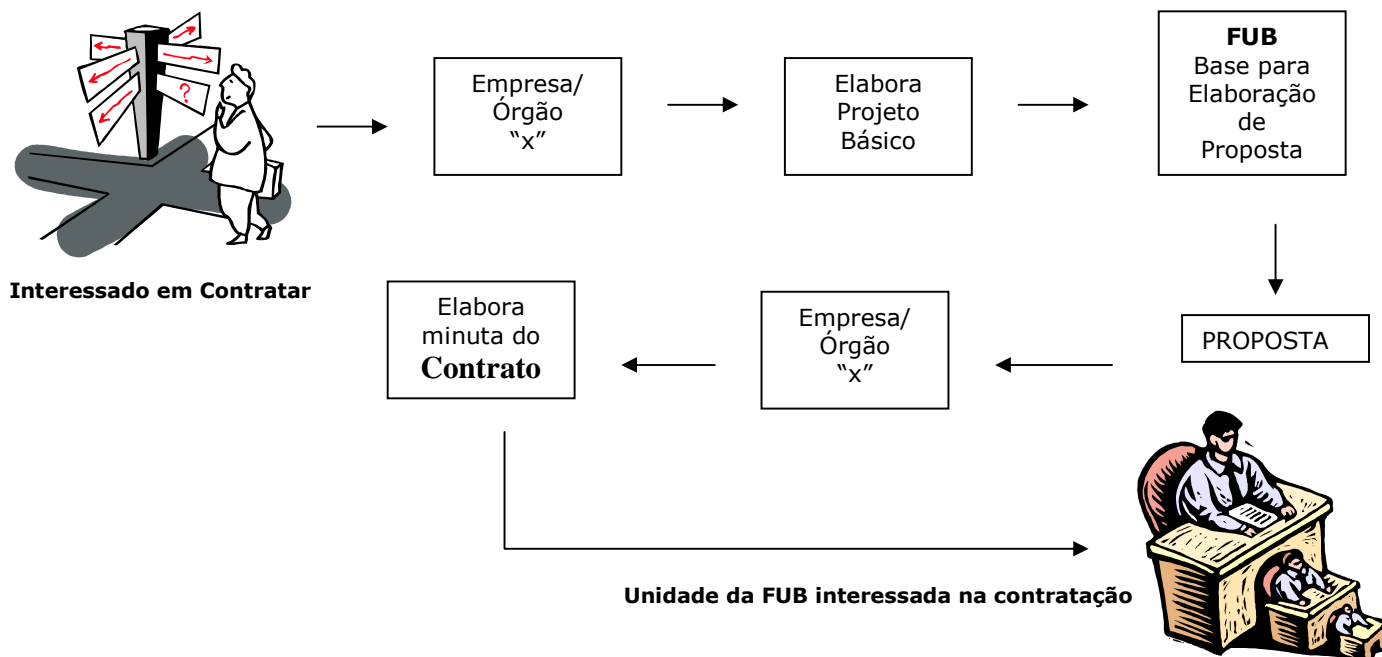 ?
Empresa/
Órgão
“x”
Elabora
Projeto
Básico
FUB
Base para
Elaboração
de
Proposta
Interessado em Contratar
PROPOSTA
Empresa/
Órgão
“x”
Elabora
minuta do
Contrato
Unidade da FUB interessada na contratação